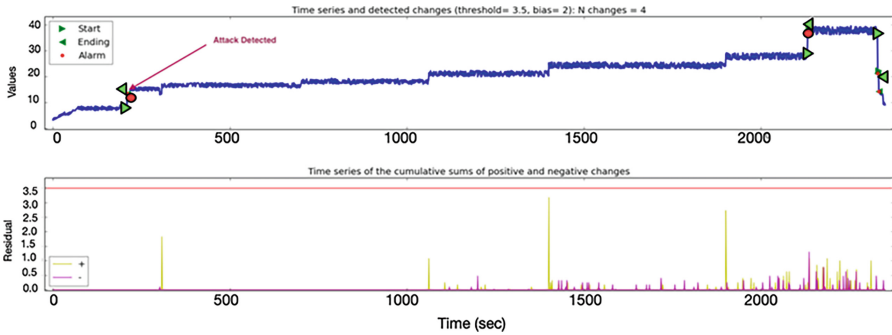 Time series and detected changes (threshold= 3.5, bias= 2): N changes = 4
40
30
20
10
0
Values
Start
Ending
Alarm
Attack Detected
0
500
1000
1500
2000
Time series of the cumulative sums of positive and negative changes
3.5
3.0
2.5
2.0
1.5
1.0
0.5
0.0
Residual
+
-
0
500
1000
1500
2000
Time (sec)